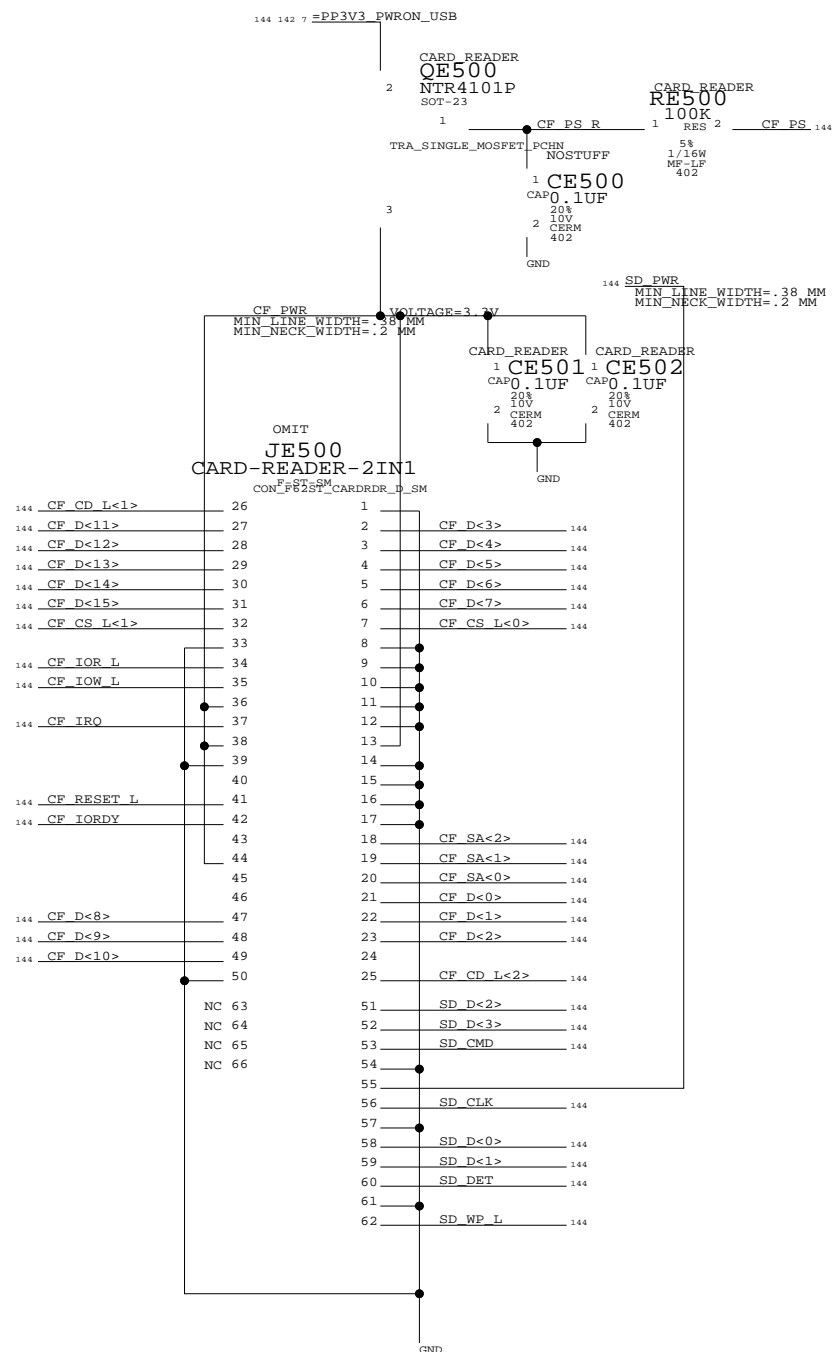 144 142 7 =PP3V3_PWRON_USB
CARD_READER
QE500
NTR4101P
SOT-23
2
1
TRA_SINGLE_MOSFET_PCHN
3
CF_PS_R
CARD_READER
RE500
100K
1 RES 2
5%
1/16W
MF-LF
402
CF_PS 144
NOSTUFF
1 CE500
CAP 0.1UF
20%
2 10V
CERM
402
GND
144 SD_PWR
MIN_LINE_WIDTH=.38 MM
MIN_NECK_WIDTH=.2 MM
CF_PWR VOLTAGE=3.3V
MIN_LINE_WIDTH=.38 MM
MIN_NECK_WIDTH=.2 MM
CARD_READER
1 CE501
CAP 0.1UF
20%
2 10V
CERM
402
CARD_READER
1 CE502
CAP 0.1UF
20%
2 10V
CERM
402
GND
OMIT
JE500
CARD-READER-2IN1
F-ST-SM
CON_F62ST_CARDRDR_D_SM
144 CF_CD_L<1> 26 1
144 CF_D<11> 27 2 CF_D<3> 144
144 CF_D<12> 28 3 CF_D<4> 144
144 CF_D<13> 29 4 CF_D<5> 144
144 CF_D<14> 30 5 CF_D<6> 144
144 CF_D<15> 31 6 CF_D<7> 144
144 CF_CS_L<1> 32 7 CF_CS_L<0> 144
33 8
144 CF_IOR_L 34 9
144 CF_IOW_L 35 10
36 11
144 CF_IRQ 37 12
38 13
39 14
40 15
144 CF_RESET_L 41 16
144 CF_IORDY 42 17
43 18 CF_SA<2> 144
44 19 CF_SA<1> 144
45 20 CF_SA<0> 144
46 21 CF_D<0> 144
144 CF_D<8> 47 22 CF_D<1> 144
144 CF_D<9> 48 23 CF_D<2> 144
144 CF_D<10> 49 24
50 25 CF_CD_L<2> 144
NC 63 51 SD_D<2> 144
NC 64 52 SD_D<3> 144
NC 65 53 SD_CMD 144
NC 66 54
55
56 SD_CLK 144
57
58 SD_D<0> 144
59 SD_D<1> 144
60 SD_DET 144
61
62 SD_WP_L 144
GND